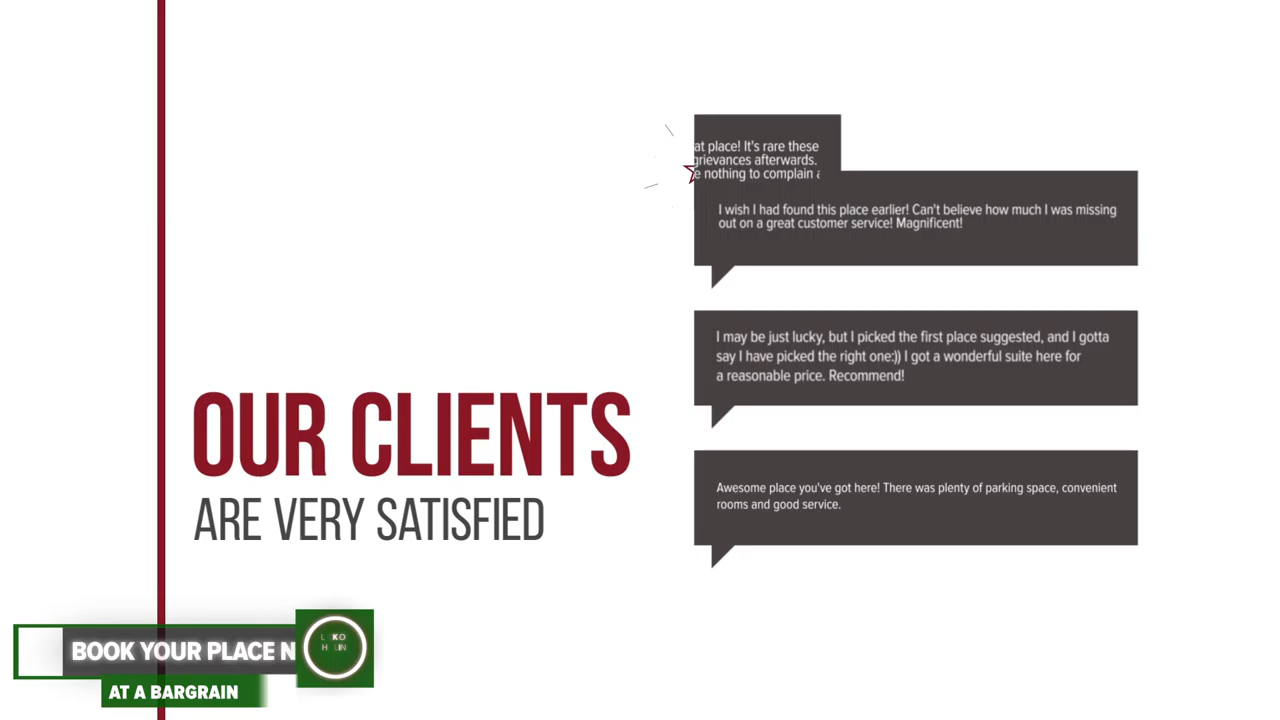 at place! It's rare these
grievances afterwards.
e nothing to complain
I wish I had found this place earlier! Can't believe how much I was missing
out on a great customer service! Magnificent!
I may be just lucky, but I picked the first place suggested, and I gotta
say I have picked the right one:)) I got a wonderful suite here for
a reasonable price. Recommend!
Awesome place you've got here! There was plenty of parking space, convenient
rooms and good service.
OUR CLIENTS
ARE VERY SATISFIED
BOOK YOUR PLACE N
AT A BARGRAIN